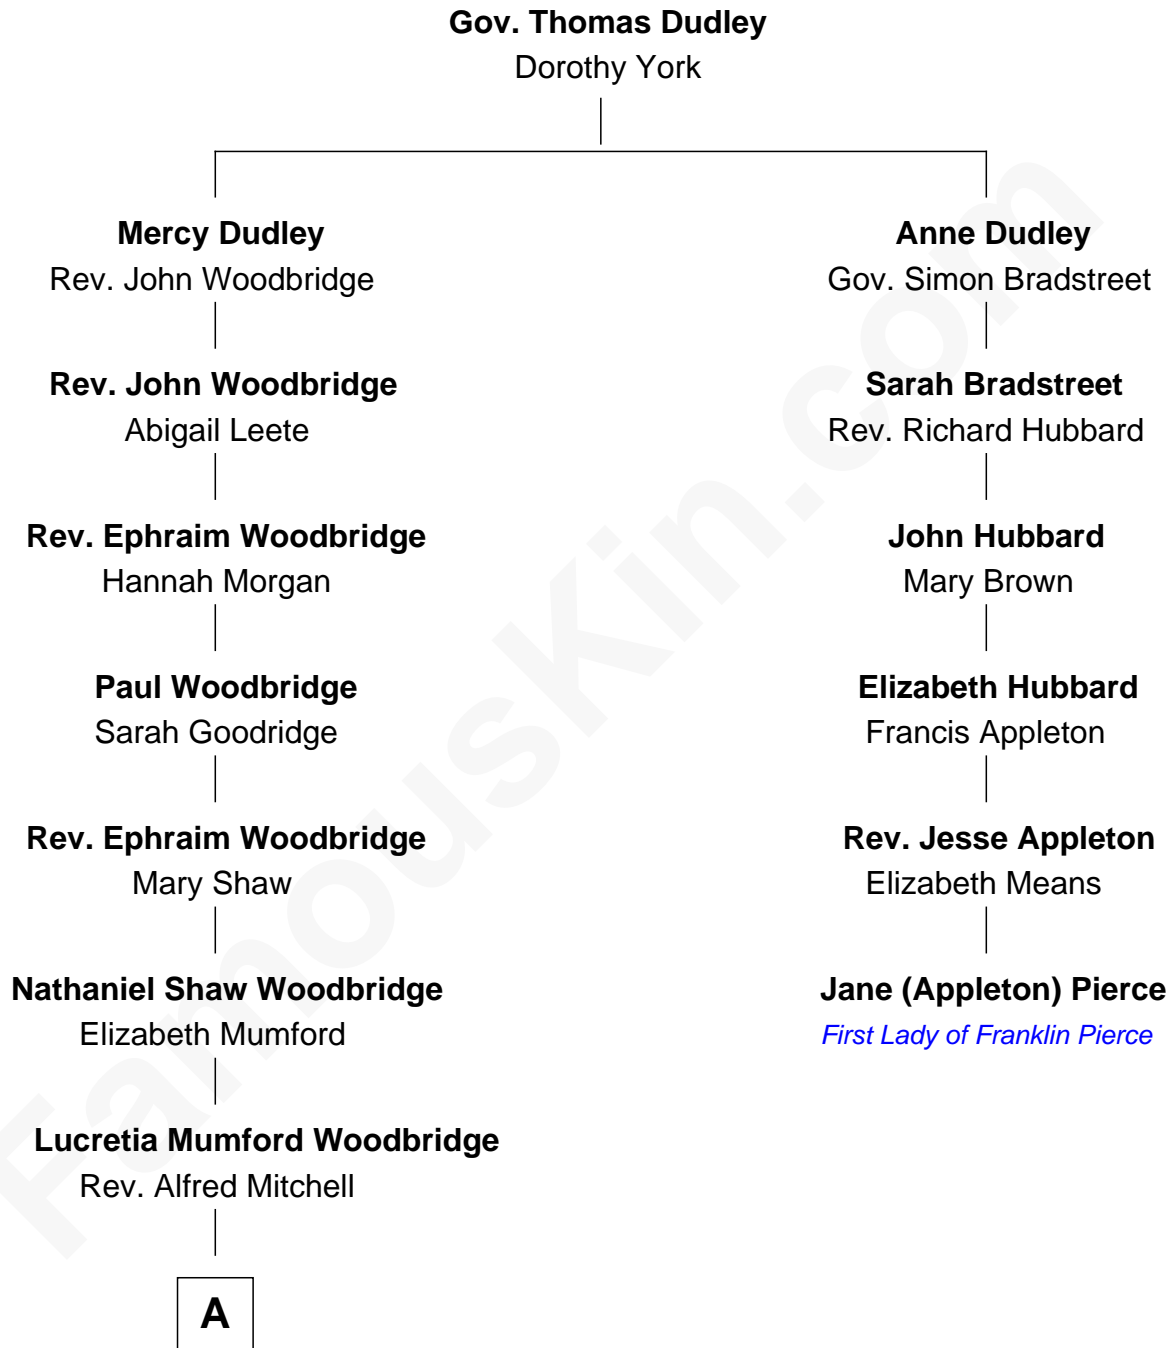 Gov. Thomas Dudley
Dorothy York
Mercy Dudley
Rev. John Woodbridge
Anne Dudley
Gov. Simon Bradstreet
Rev. John Woodbridge
Abigail Leete
Sarah Bradstreet
Rev. Richard Hubbard
Rev. Ephraim Woodbridge
Hannah Morgan
John Hubbard
Mary Brown
Paul Woodbridge
Sarah Goodridge
Elizabeth Hubbard
Francis Appleton
Rev. Ephraim Woodbridge
Mary Shaw
Rev. Jesse Appleton
Elizabeth Means
Nathaniel Shaw Woodbridge
Elizabeth Mumford
Jane (Appleton) Pierce
First Lady of Franklin Pierce
Lucretia Mumford Woodbridge
Rev. Alfred Mitchell
A
FamousKin.com